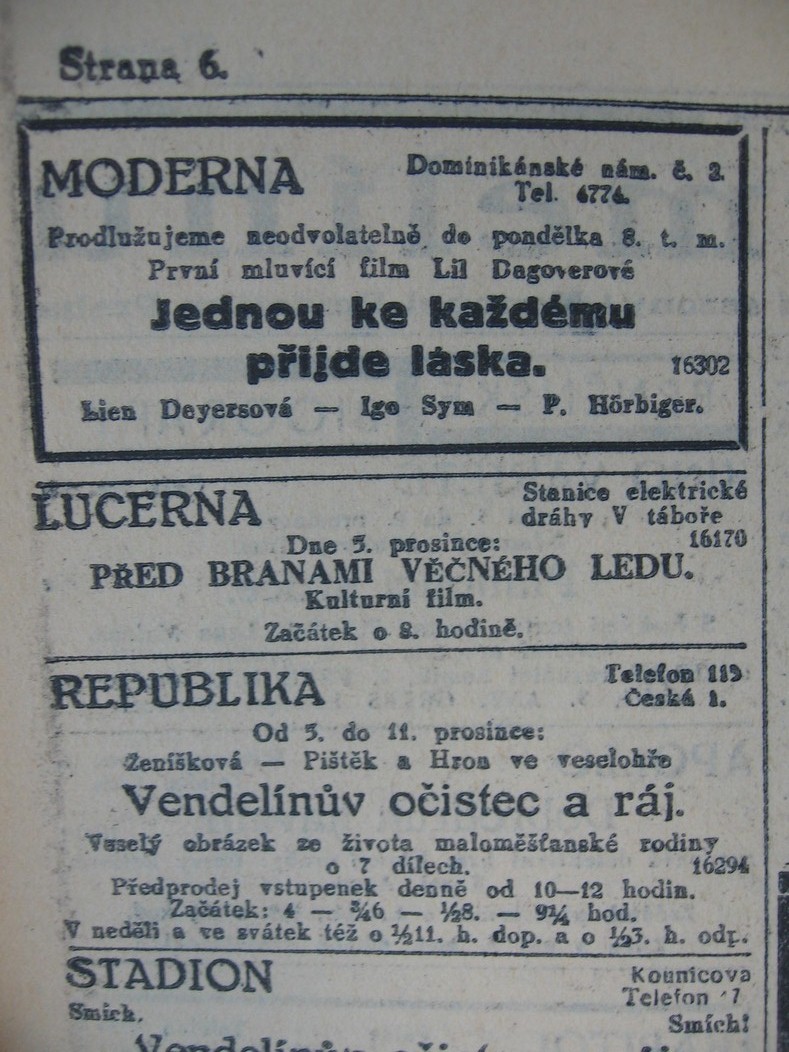 Strana 6.
MODERNA
Dominikánské nám. č. 2
Tel. 4774.
Prodlužujeme neodvolatelně do pondělka 8. t. m.
První mluvící film Lil Dagoverové
Jednou ke každému
přijde láska.
16302
Lien Deyersová — Igo Sym — P. Hörbiger.
LUCERNA
Stanice elektrické
dráhy V táboře
Dne 5. prosince:
16170
PŘED BRANAMI VĚČNÉHO LEDU.
Kulturní film.
Začátek o 8. hodině.
REPUBLIKA
Telefon 119
Česká 1.
Od 5. do 11. prosince:
Ženíšková — Pištěk a Hron ve veselohře
Vendelínův očistec a ráj.
Veselý obrázek ze života maloměšťanské rodiny
o 7 dílech.
16294
Předprodej vstupenek denně od 10—12 hodin.
Začátek: 4 — ¾6 — ½8. — 9¼ hod.
V neděli a ve svátek též o ½11. h. dop. a o ½3. h. odp.
STADION
Kounicova
Telefon
Smích.
Smích!
Vendelínův